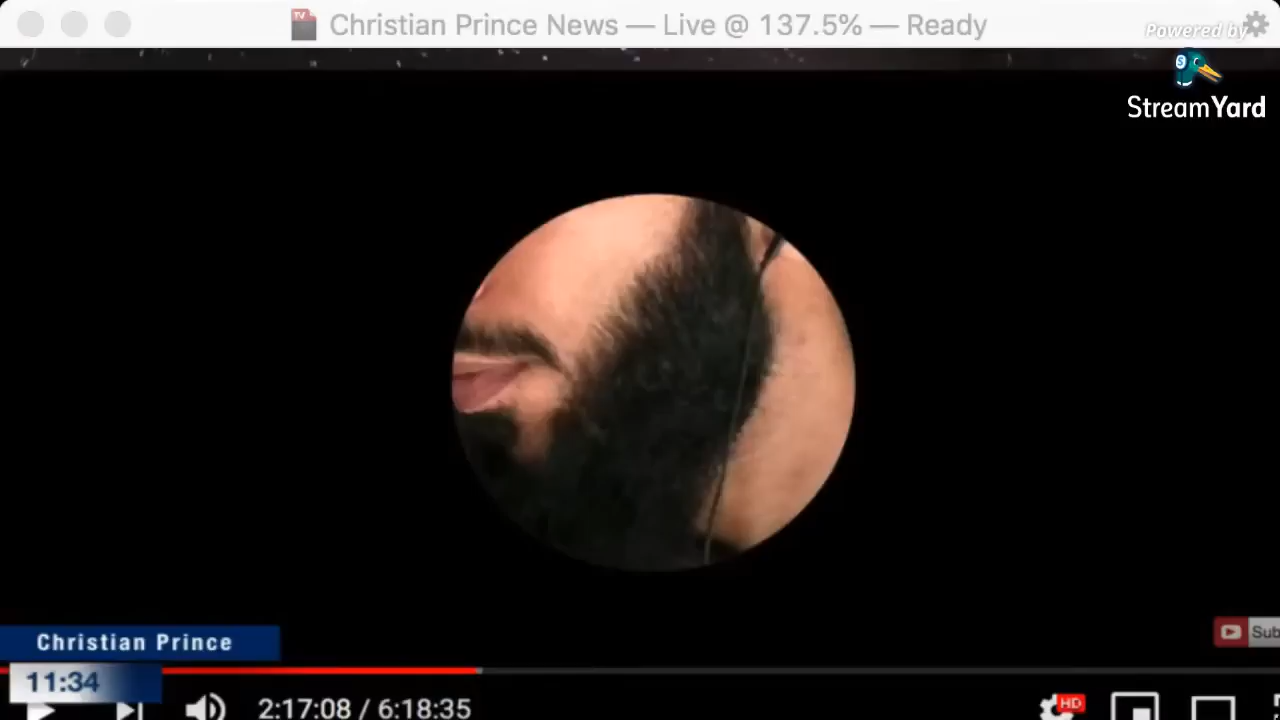 Christian Prince News — Live @ 137.5% — Ready
Powered by
StreamYard
Christian Prince
Sub
11:34
2:17:08 / 6:18:35
HD